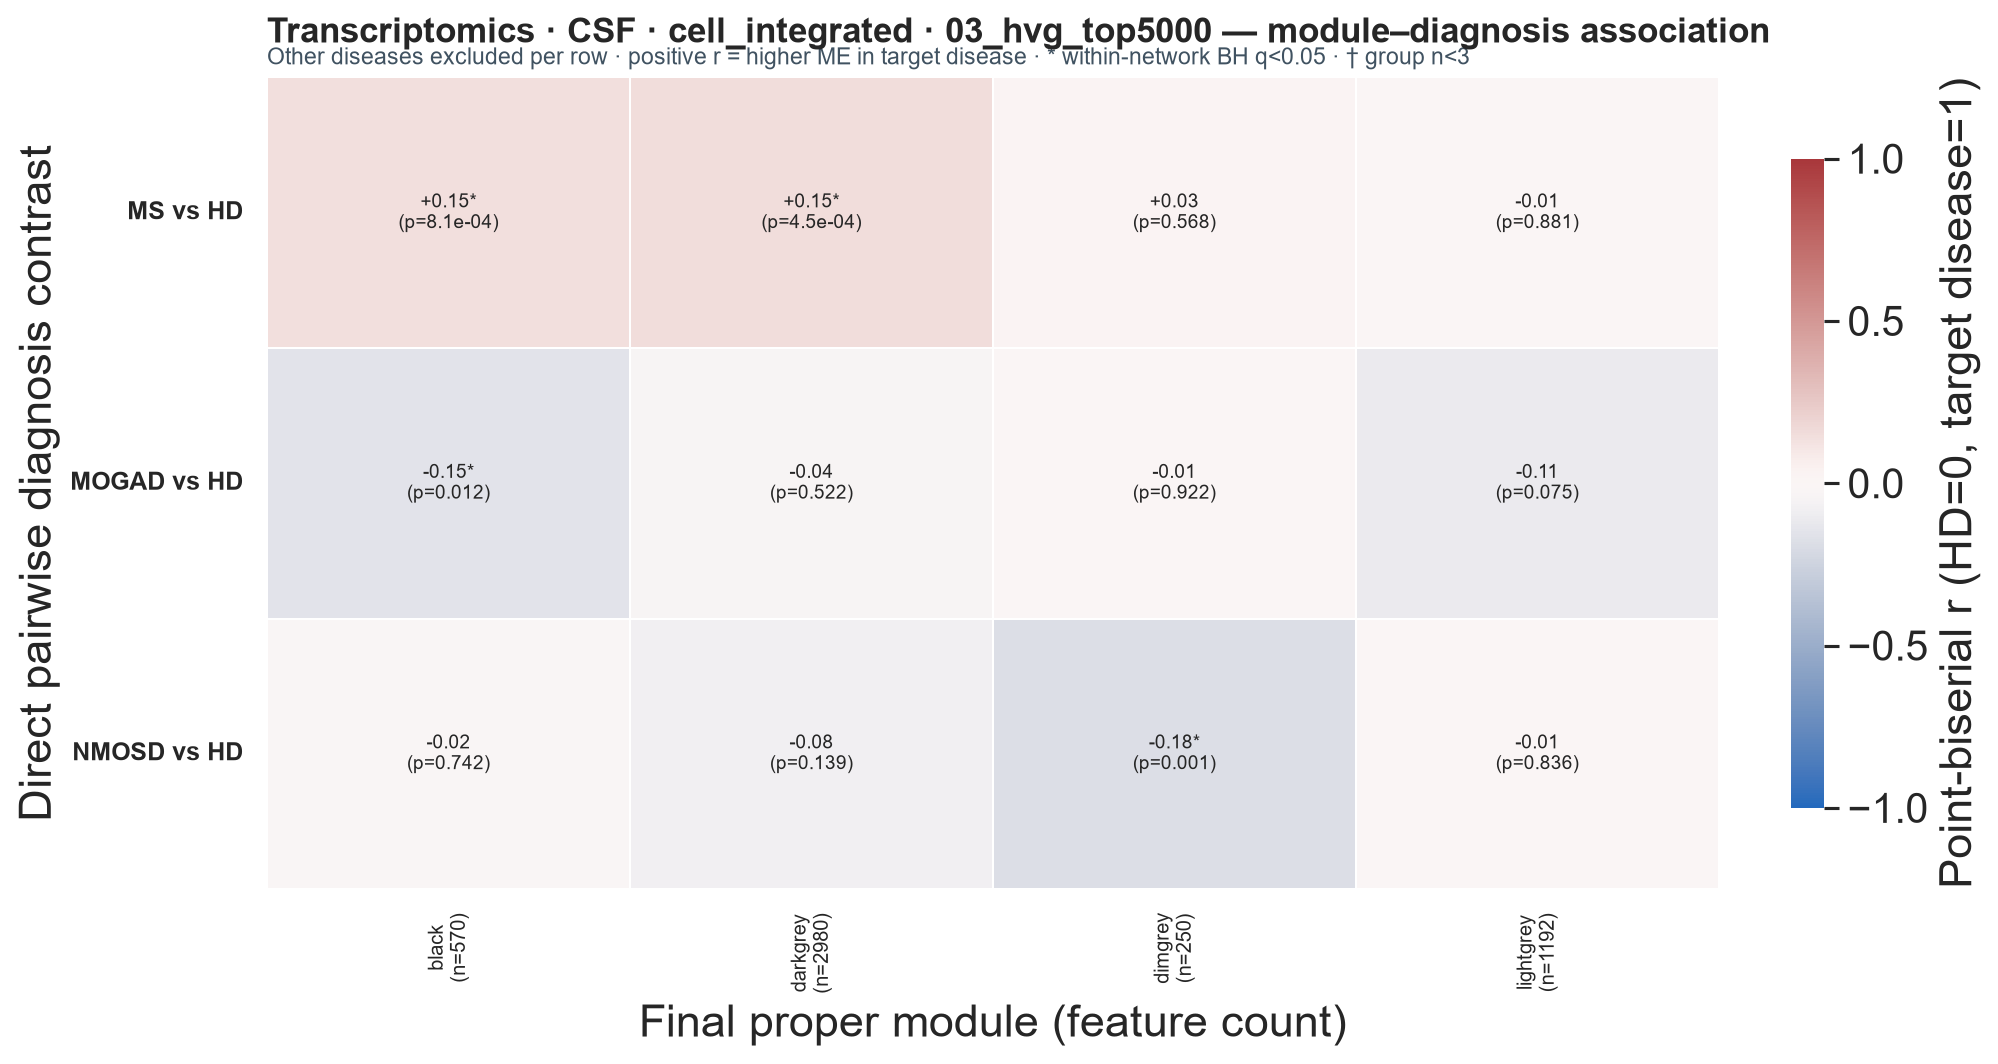 Transcriptomics · CSF · cell_integrated · 03_hvg_top5000 — module–diagnosis association
Other diseases excluded per row · positive r = higher ME in target disease · * within-network BH q<0.05 · † group n<3
Direct pairwise diagnosis contrast
MS vs HD
+0.15*
(p=8.1e-04)
+0.15*
(p=4.5e-04)
+0.03
(p=0.568)
-0.01
(p=0.881)
MOGAD vs HD
-0.15*
(p=0.012)
-0.04
(p=0.522)
-0.01
(p=0.922)
-0.11
(p=0.075)
NMOSD vs HD
-0.02
(p=0.742)
-0.08
(p=0.139)
-0.18*
(p=0.001)
-0.01
(p=0.836)
black
(n=570)
darkgrey
(n=2980)
dimgrey
(n=250)
lightgrey
(n=1192)
Final proper module (feature count)
1.0
0.5
0.0
−0.5
−1.0
Point-biserial r (HD=0, target disease=1)